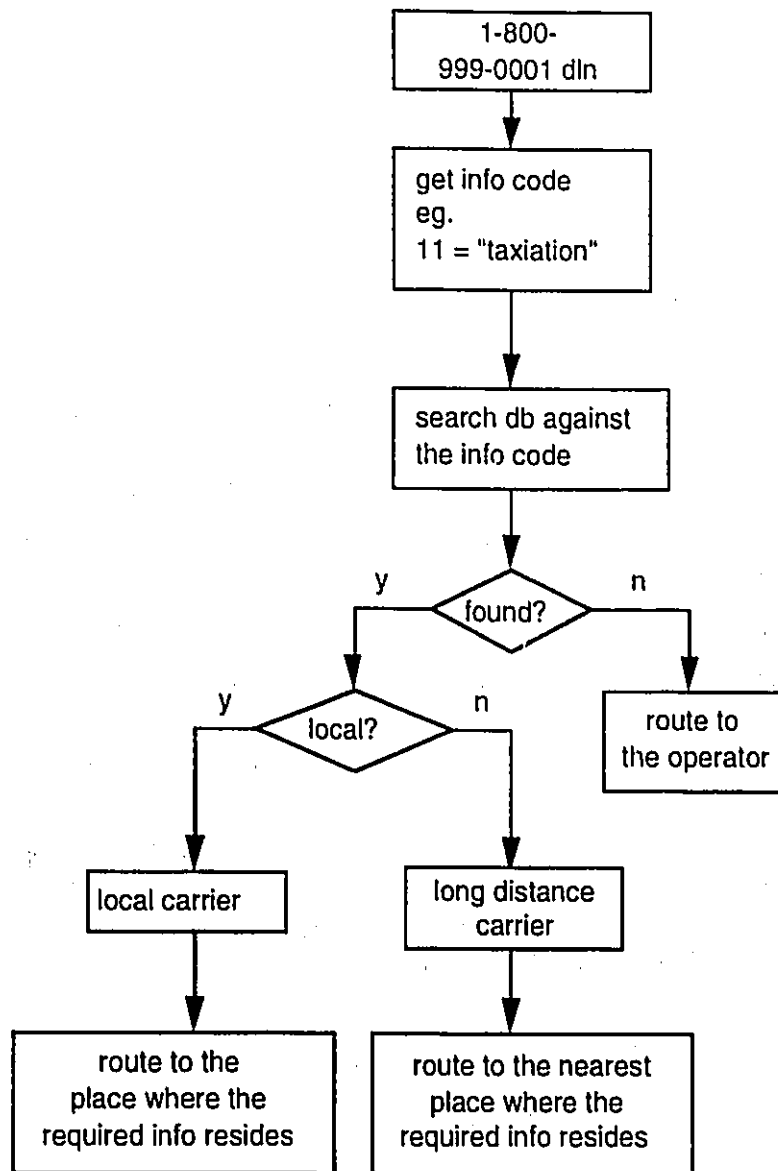 1-800-
999-0001 dln
get info code
eg.
11 = "taxiation"
search db against
the info code
y
n
found?
y
n
local?
route to
the operator
local carrier
long distance
carrier
route to the
place where the
required info resides
route to the nearest
place where the
required info resides